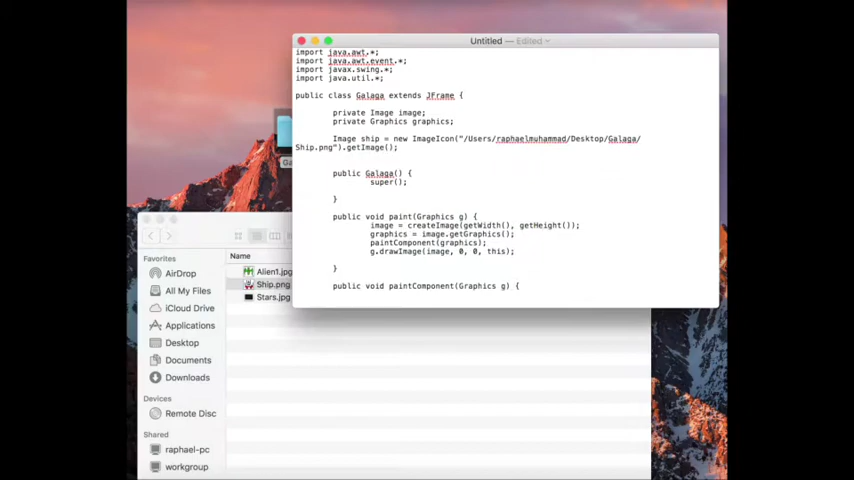 Untitled — Edited
import java.awt.*;
import java.awt.event.*;
import javax.swing.*;
import java.util.*;
public class Galaga extends JFrame {
private Image image;
private Graphics graphics;
Image ship = new ImageIcon("/Users/raphaelmuhammad/Desktop/Galaga/
Ship.png").getImage();
public Galaga() {
super();
}
public void paint(Graphics g) {
image = createImage(getWidth(), getHeight());
graphics = image.getGraphics();
paintComponent(graphics);
g.drawImage(image, 0, 0, this);
}
public void paintComponent(Graphics g) {
Ga
Favorites
AirDrop
All My Files
iCloud Drive
Applications
Desktop
Documents
Downloads
Devices
Remote Disc
Shared
raphael-pc
workgroup
Name
Alien1.jpg
Ship.png
Stars.jpg